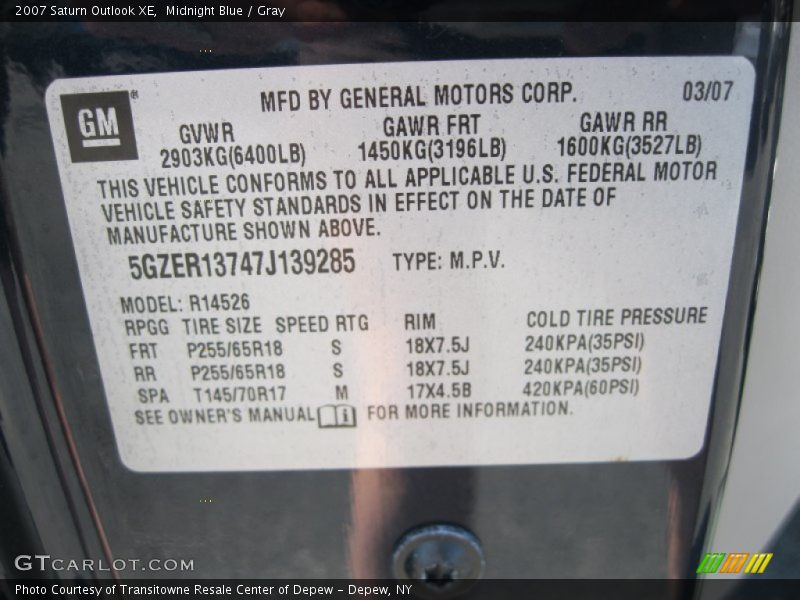 2007 Saturn Outlook XE,  Midnight Blue / Gray
GM ®
MFD BY GENERAL MOTORS CORP. 03/07
GVWR GAWR FRT GAWR RR
2903KG(6400LB) 1450KG(3196LB) 1600KG(3527LB)
THIS VEHICLE CONFORMS TO ALL APPLICABLE U.S. FEDERAL MOTOR
VEHICLE SAFETY STANDARDS IN EFFECT ON THE DATE OF
MANUFACTURE SHOWN ABOVE.
5GZER13747J139285 TYPE: M.P.V.
MODEL: R14526
RPGG TIRE SIZE SPEED RTG RIM COLD TIRE PRESSURE
FRT P255/65R18 S 18X7.5J 240KPA(35PSI)
RR P255/65R18 S 18X7.5J 240KPA(35PSI)
SPA T145/70R17 M 17X4.5B 420KPA(60PSI)
SEE OWNER'S MANUAL i FOR MORE INFORMATION.
GTCARLOT.COM
Photo Courtesy of Transitowne Resale Center of Depew – Depew, NY